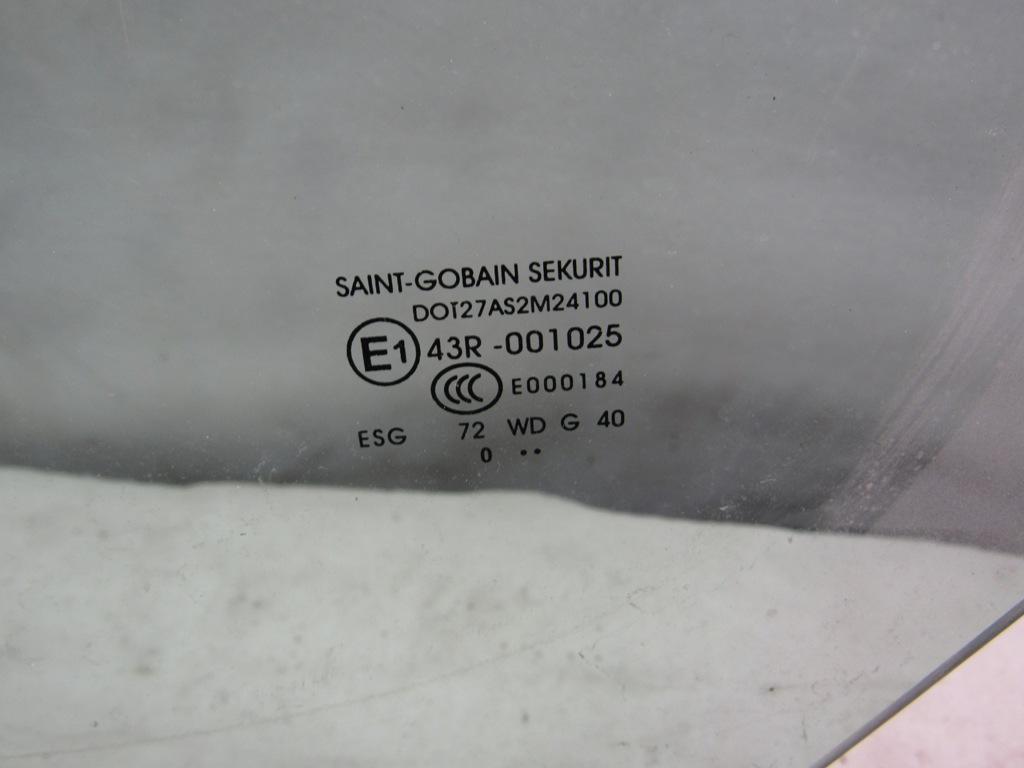 SAINT-GOBAIN SEKURIT
DOT27AS2M24100
E1 43R -001025
CCC E000184
ESG 72 WD G 40
0 ••